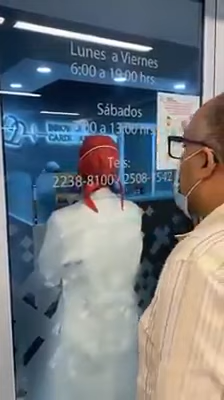 Lunes a Viernes
6:00 a 19:00 hrs.
Sábados
:00 a 13:00 hrs.
Tels:
2238-8100 / 2508-1542